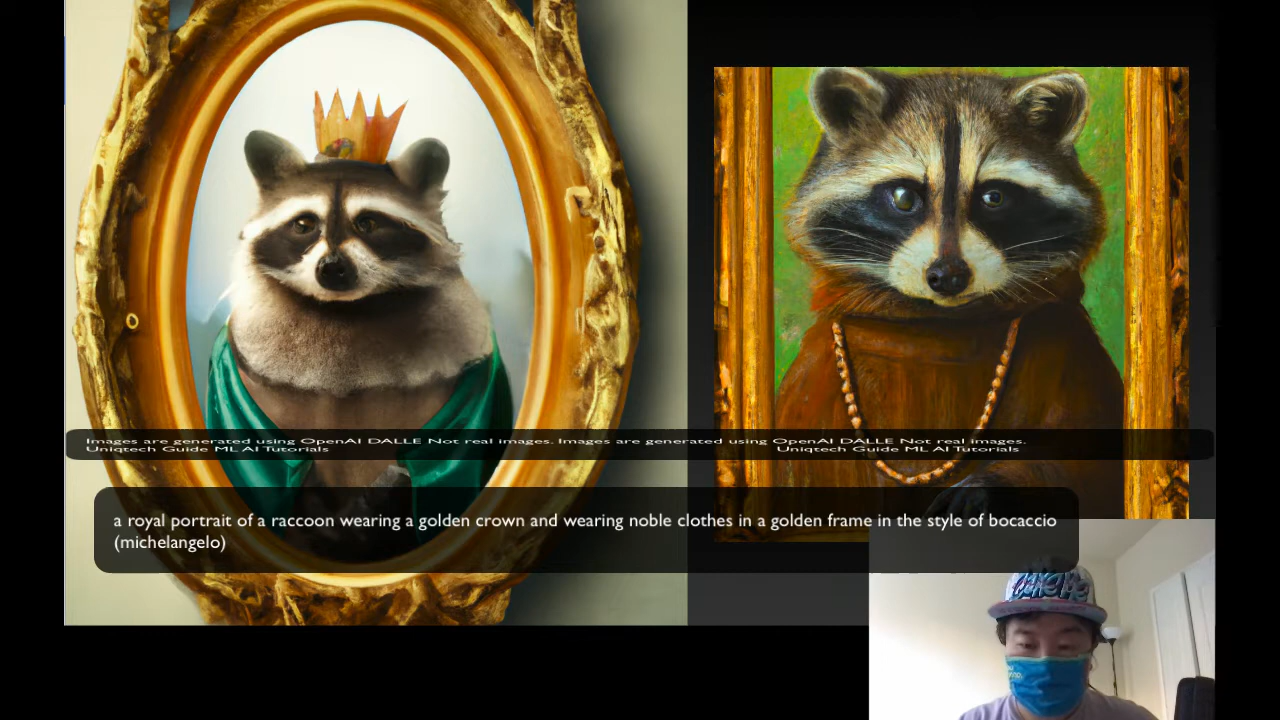 Images are generated using OpenAI DALLE Not real images. Images are generated using OpenAI DALLE Not real images.
Uniqtech Guide ML AI Tutorials Uniqtech Guide ML AI Tutorials
a royal portrait of a raccoon wearing a golden crown and wearing noble clothes in a golden frame in the style of bocaccio
(michelangelo)